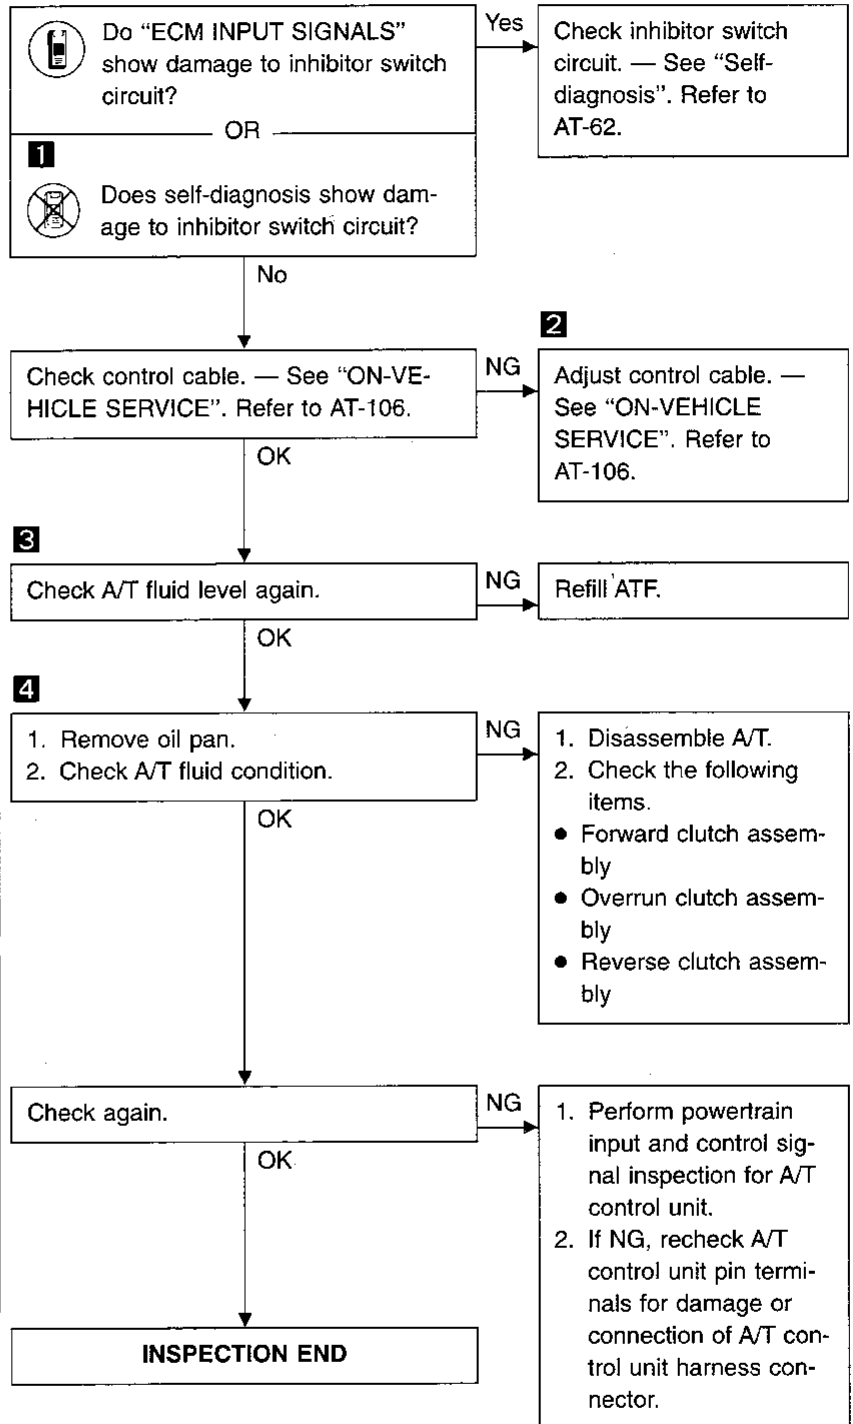 Do “ECM INPUT SIGNALS”
show damage to inhibitor switch
circuit?
OR
1
Does self-diagnosis show dam-
age to inhibitor switch circuit?
Yes
Check inhibitor switch
circuit. — See “Self-
diagnosis”. Refer to
AT-62.
No
Check control cable. — See “ON-VE-
HICLE SERVICE”. Refer to AT-106.
NG
2
Adjust control cable. —
See “ON-VEHICLE
SERVICE”. Refer to
AT-106.
OK
3
Check A/T fluid level again.
NG
Refill ATF.
OK
4
1. Remove oil pan.
2. Check A/T fluid condition.
NG
1. Disassemble A/T.
2. Check the following
items.
● Forward clutch assem-
bly
● Overrun clutch assem-
bly
● Reverse clutch assem-
bly
OK
Check again.
NG
1. Perform powertrain
input and control sig-
nal inspection for A/T
control unit.
2. If NG, recheck A/T
control unit pin termi-
nals for damage or
connection of A/T con-
trol unit harness con-
nector.
OK
INSPECTION END